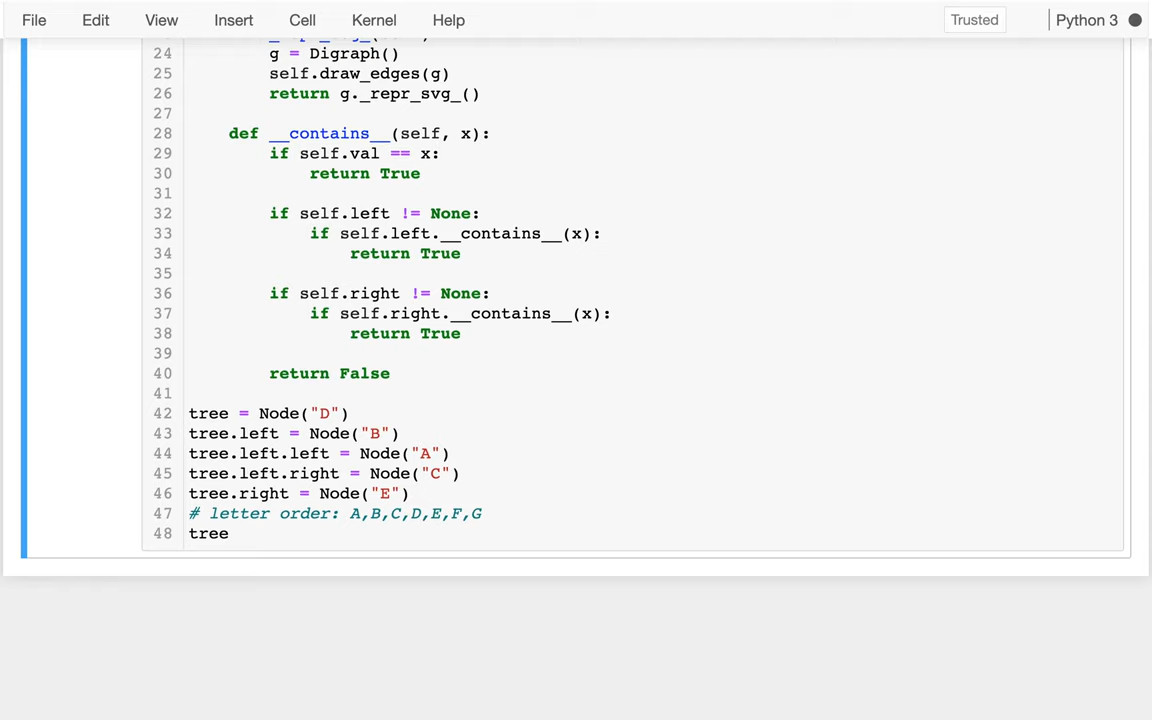 File Edit View Insert Cell Kernel Help Trusted Python 3
24 g = Digraph()
25 self.draw_edges(g)
26 return g._repr_svg_()
27
28 def __contains__(self, x):
29 if self.val == x:
30 return True
31
32 if self.left != None:
33 if self.left.__contains__(x):
34 return True
35
36 if self.right != None:
37 if self.right.__contains__(x):
38 return True
39
40 return False
41
42 tree = Node("D")
43 tree.left = Node("B")
44 tree.left.left = Node("A")
45 tree.left.right = Node("C")
46 tree.right = Node("E")
47 # letter order: A,B,C,D,E,F,G
48 tree